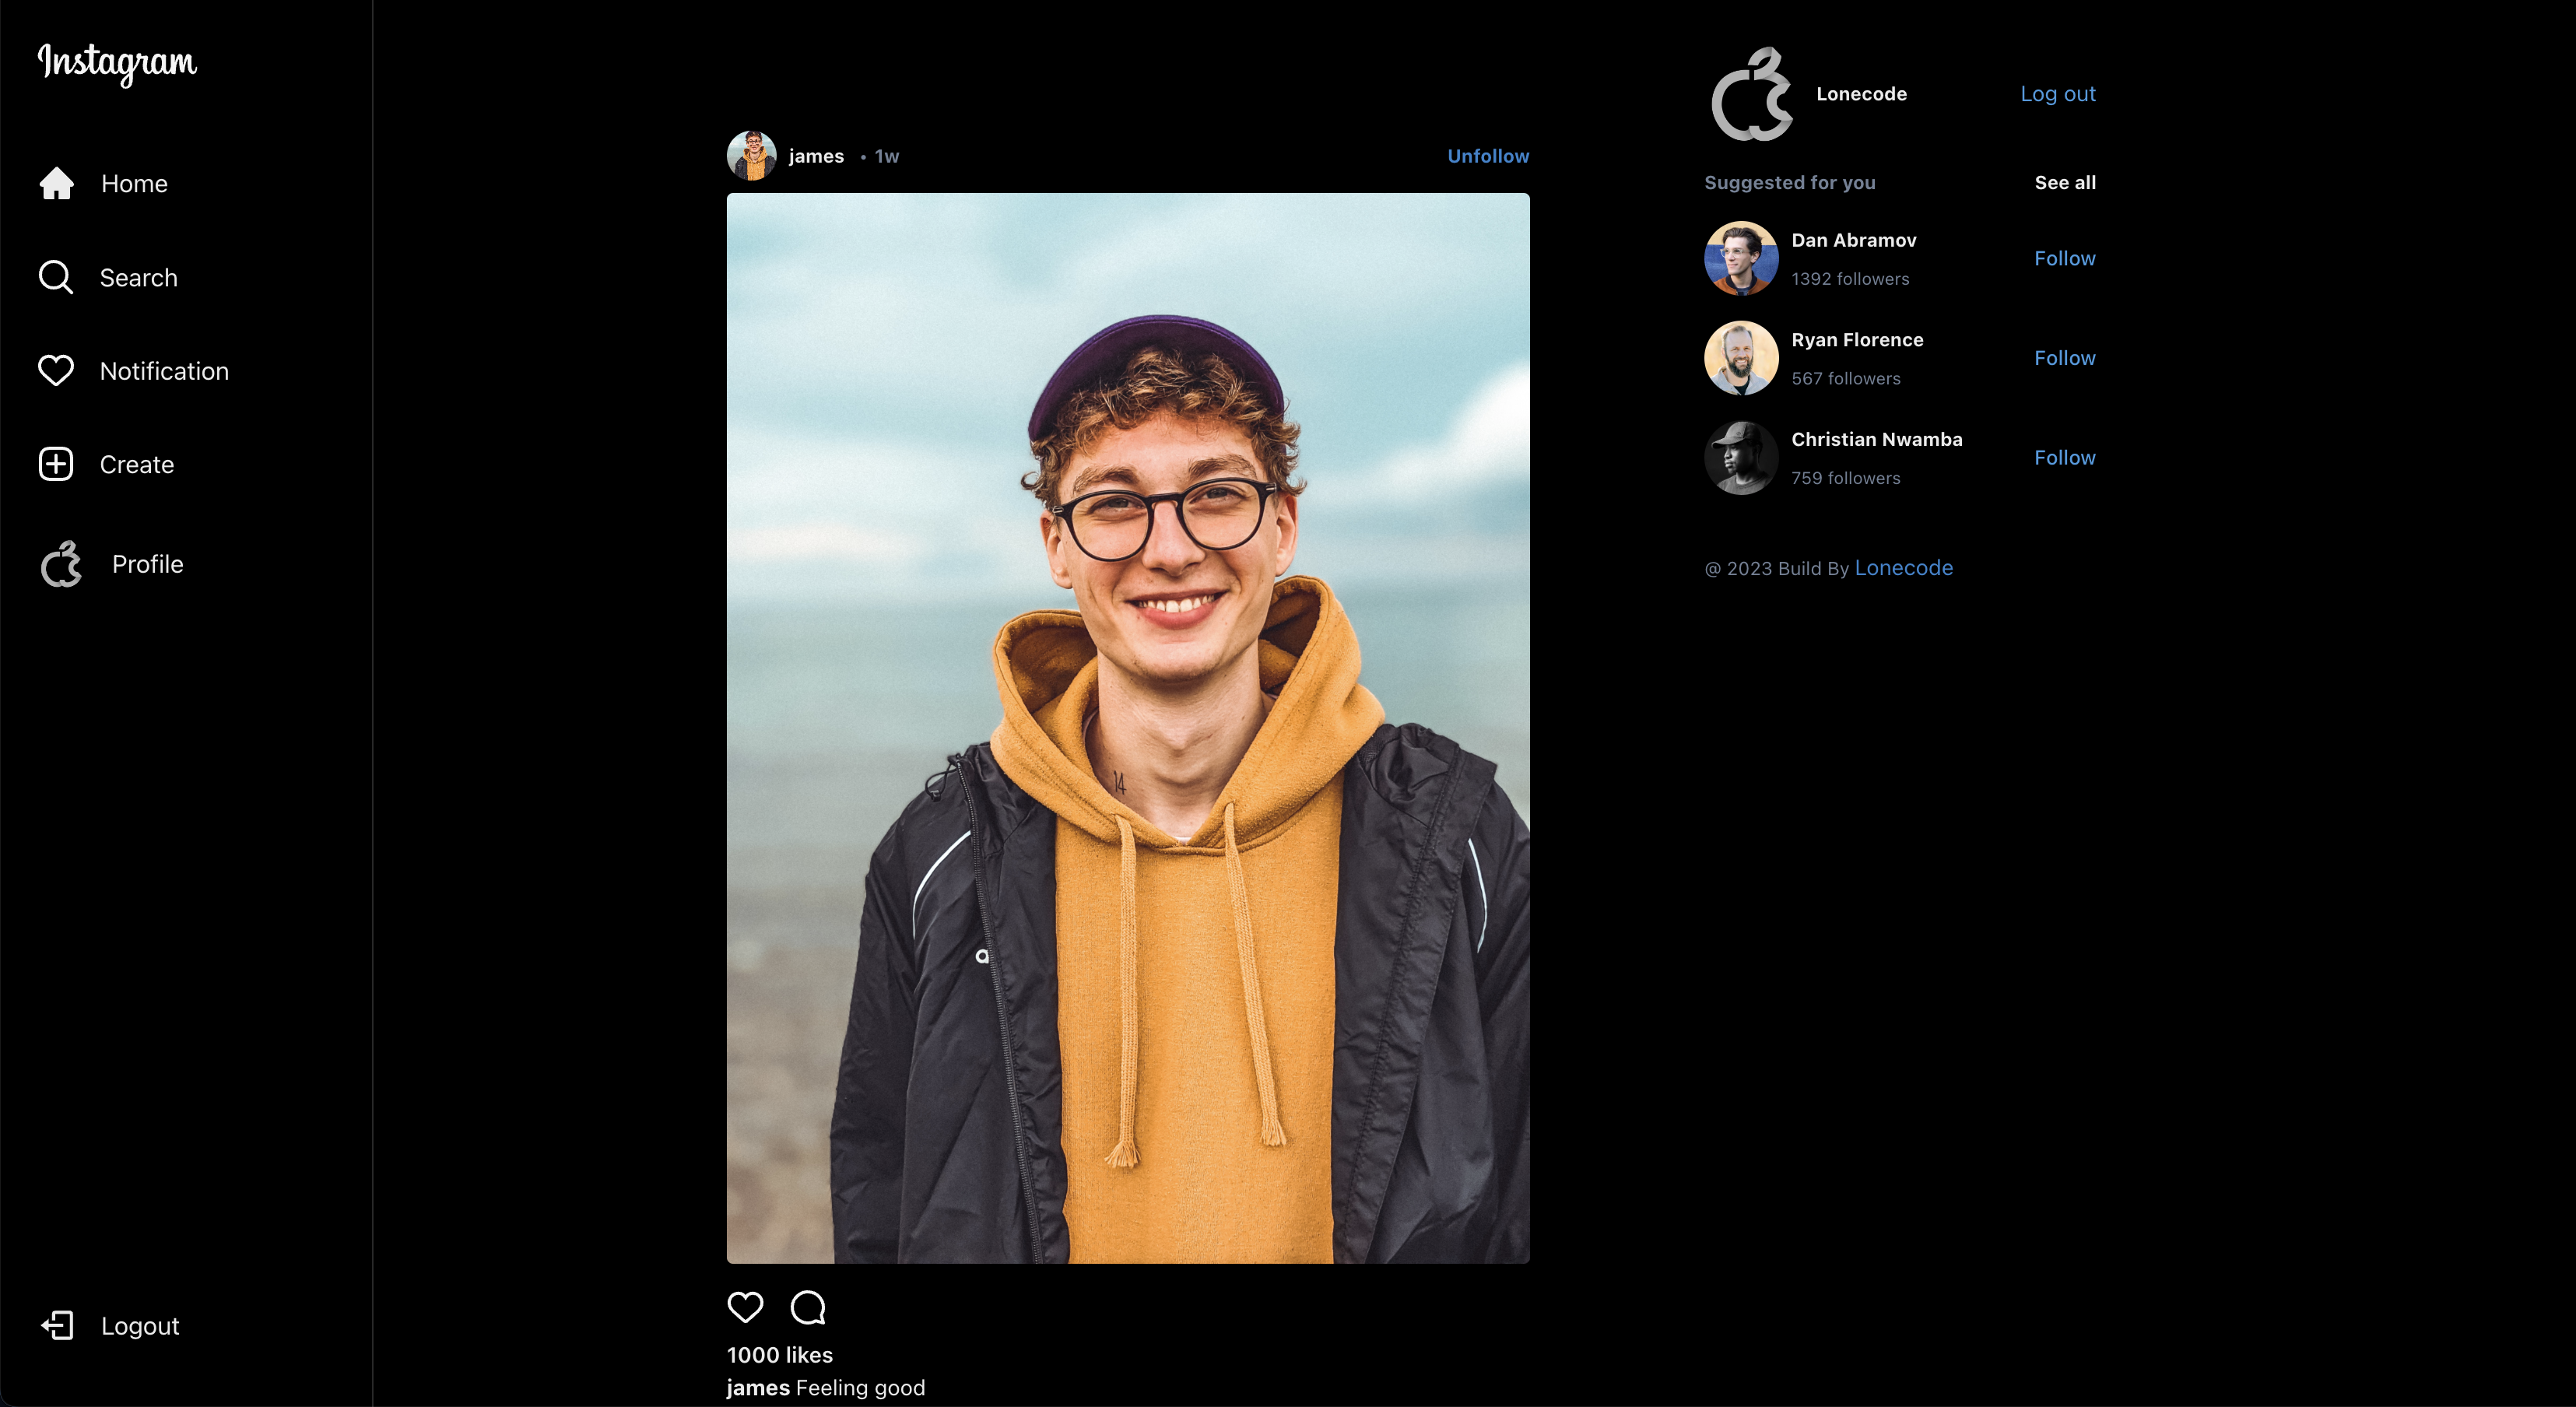 Instagram
Home
Search
Notification
Create
Profile
Logout
james • 1w
Unfollow
14
a
1000 likes
james Feeling good
Lonecode
Log out
Suggested for you
See all
Dan Abramov
1392 followers
Follow
Ryan Florence
567 followers
Follow
Christian Nwamba
759 followers
Follow
@ 2023 Build By Lonecode